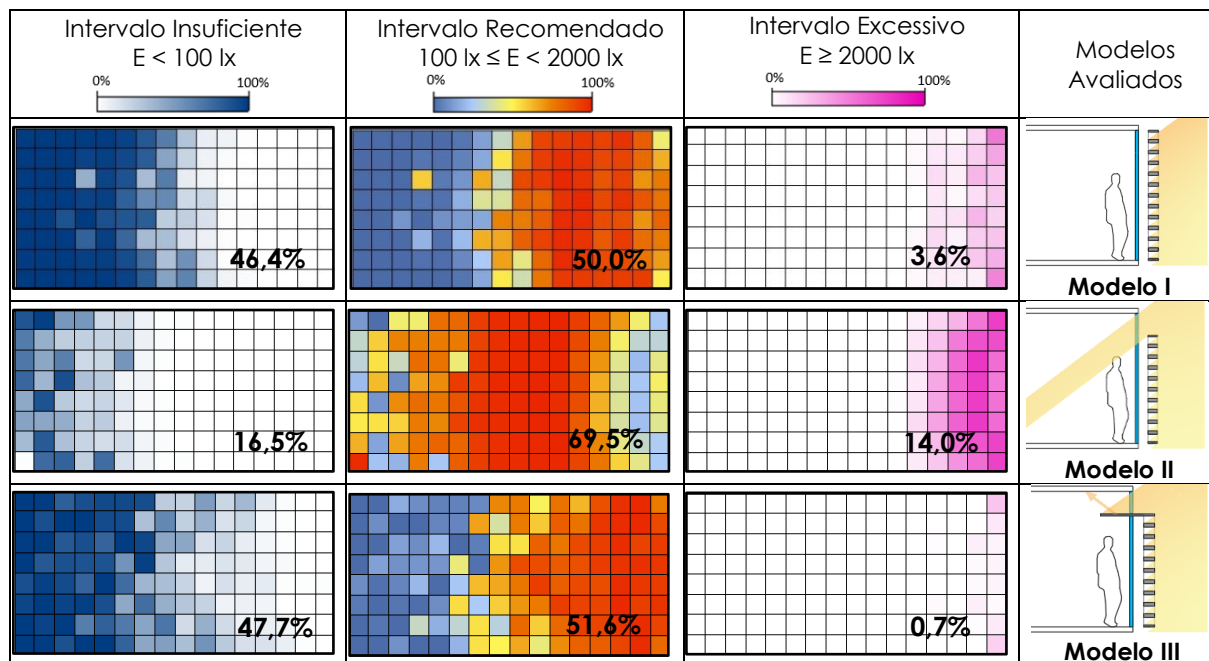 Intervalo Insuficiente
E < 100 lx
0%
100%
Intervalo Recomendado
100 lx ≤ E < 2000 lx
0%
100%
Intervalo Excessivo
E ≥ 2000 lx
0%
100%
Modelos
Avaliados
46,4%
50,0%
3,6%
Modelo I
16,5%
69,5%
14,0%
Modelo II
47,7%
51,6%
0,7%
Modelo III